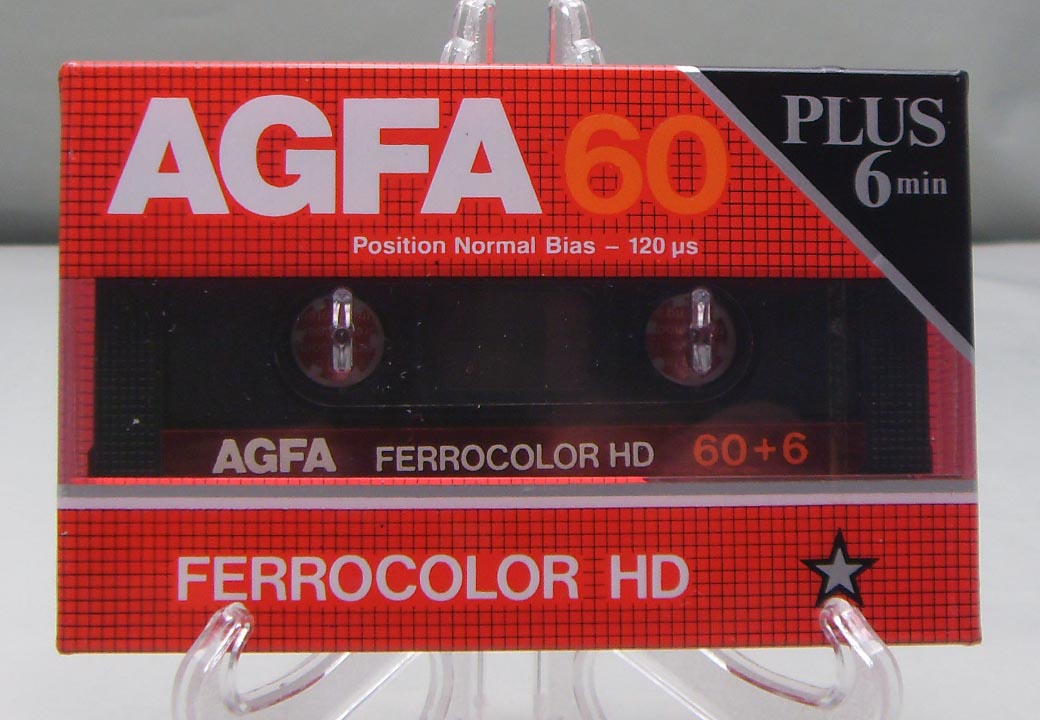 AGFA 60
PLUS
6 min
Position Normal Bias – 120 µs
AGFA FERROCOLOR HD 60+6
FERROCOLOR HD